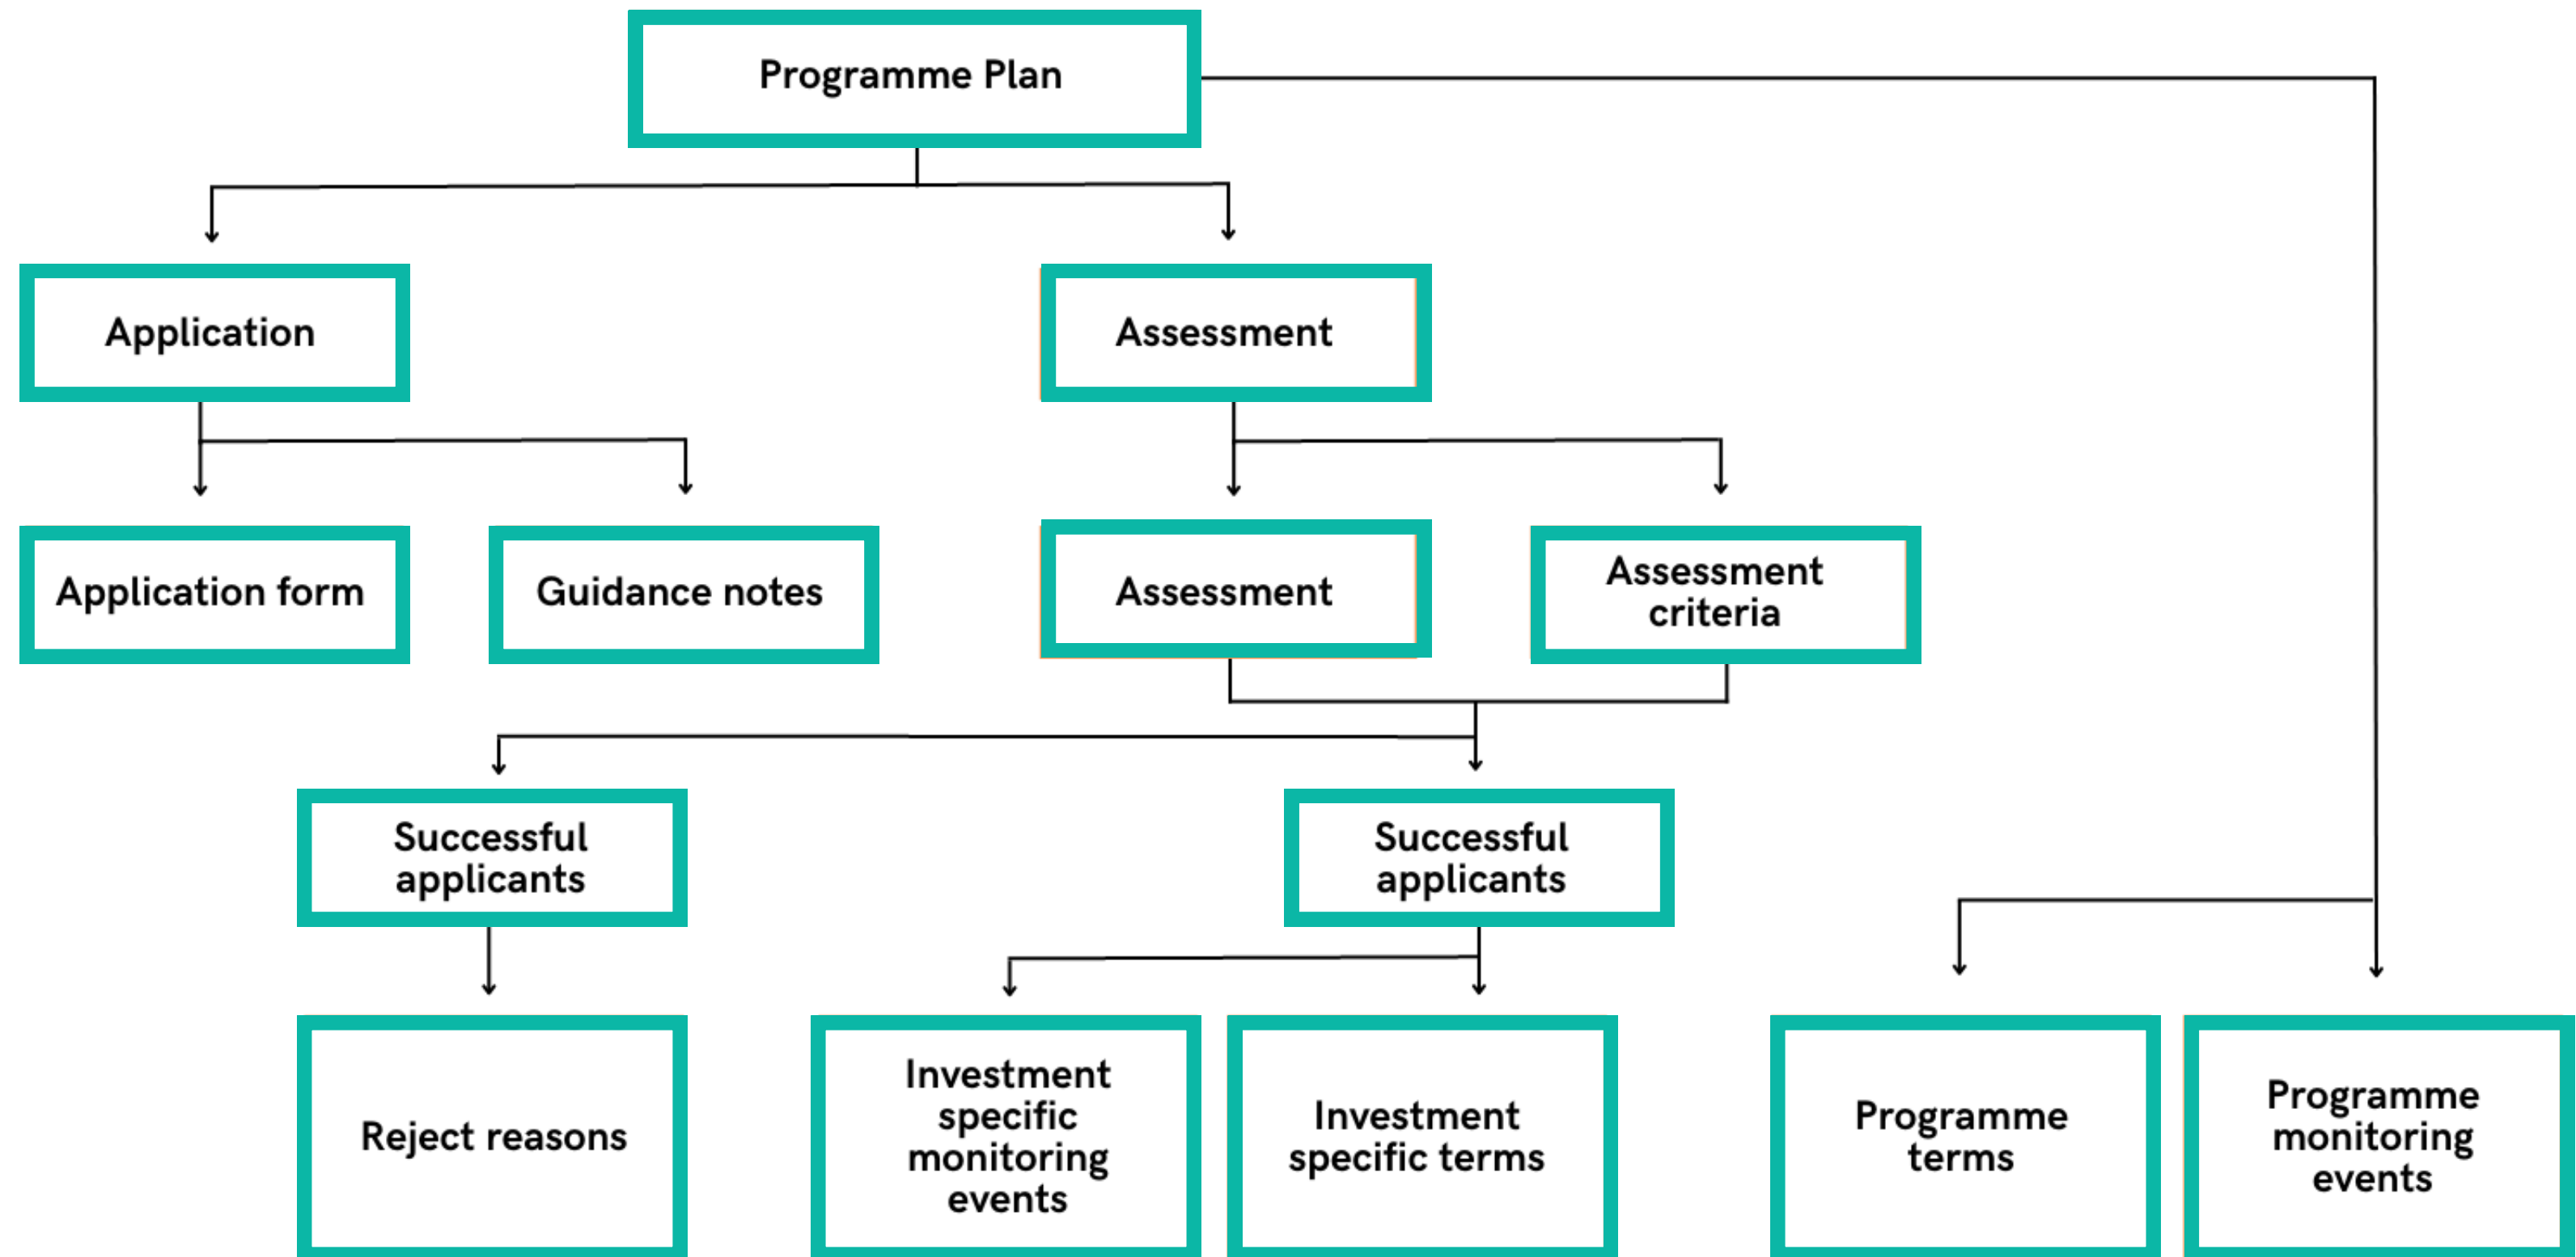 Programme Plan
Application
Assessment
Application form
Guidance notes
Assessment
Assessment
criteria
Successful
applicants
Successful
applicants
Reject reasons
Investment
specific
monitoring
events
Investment
specific terms
Programme
terms
Programme
monitoring
events